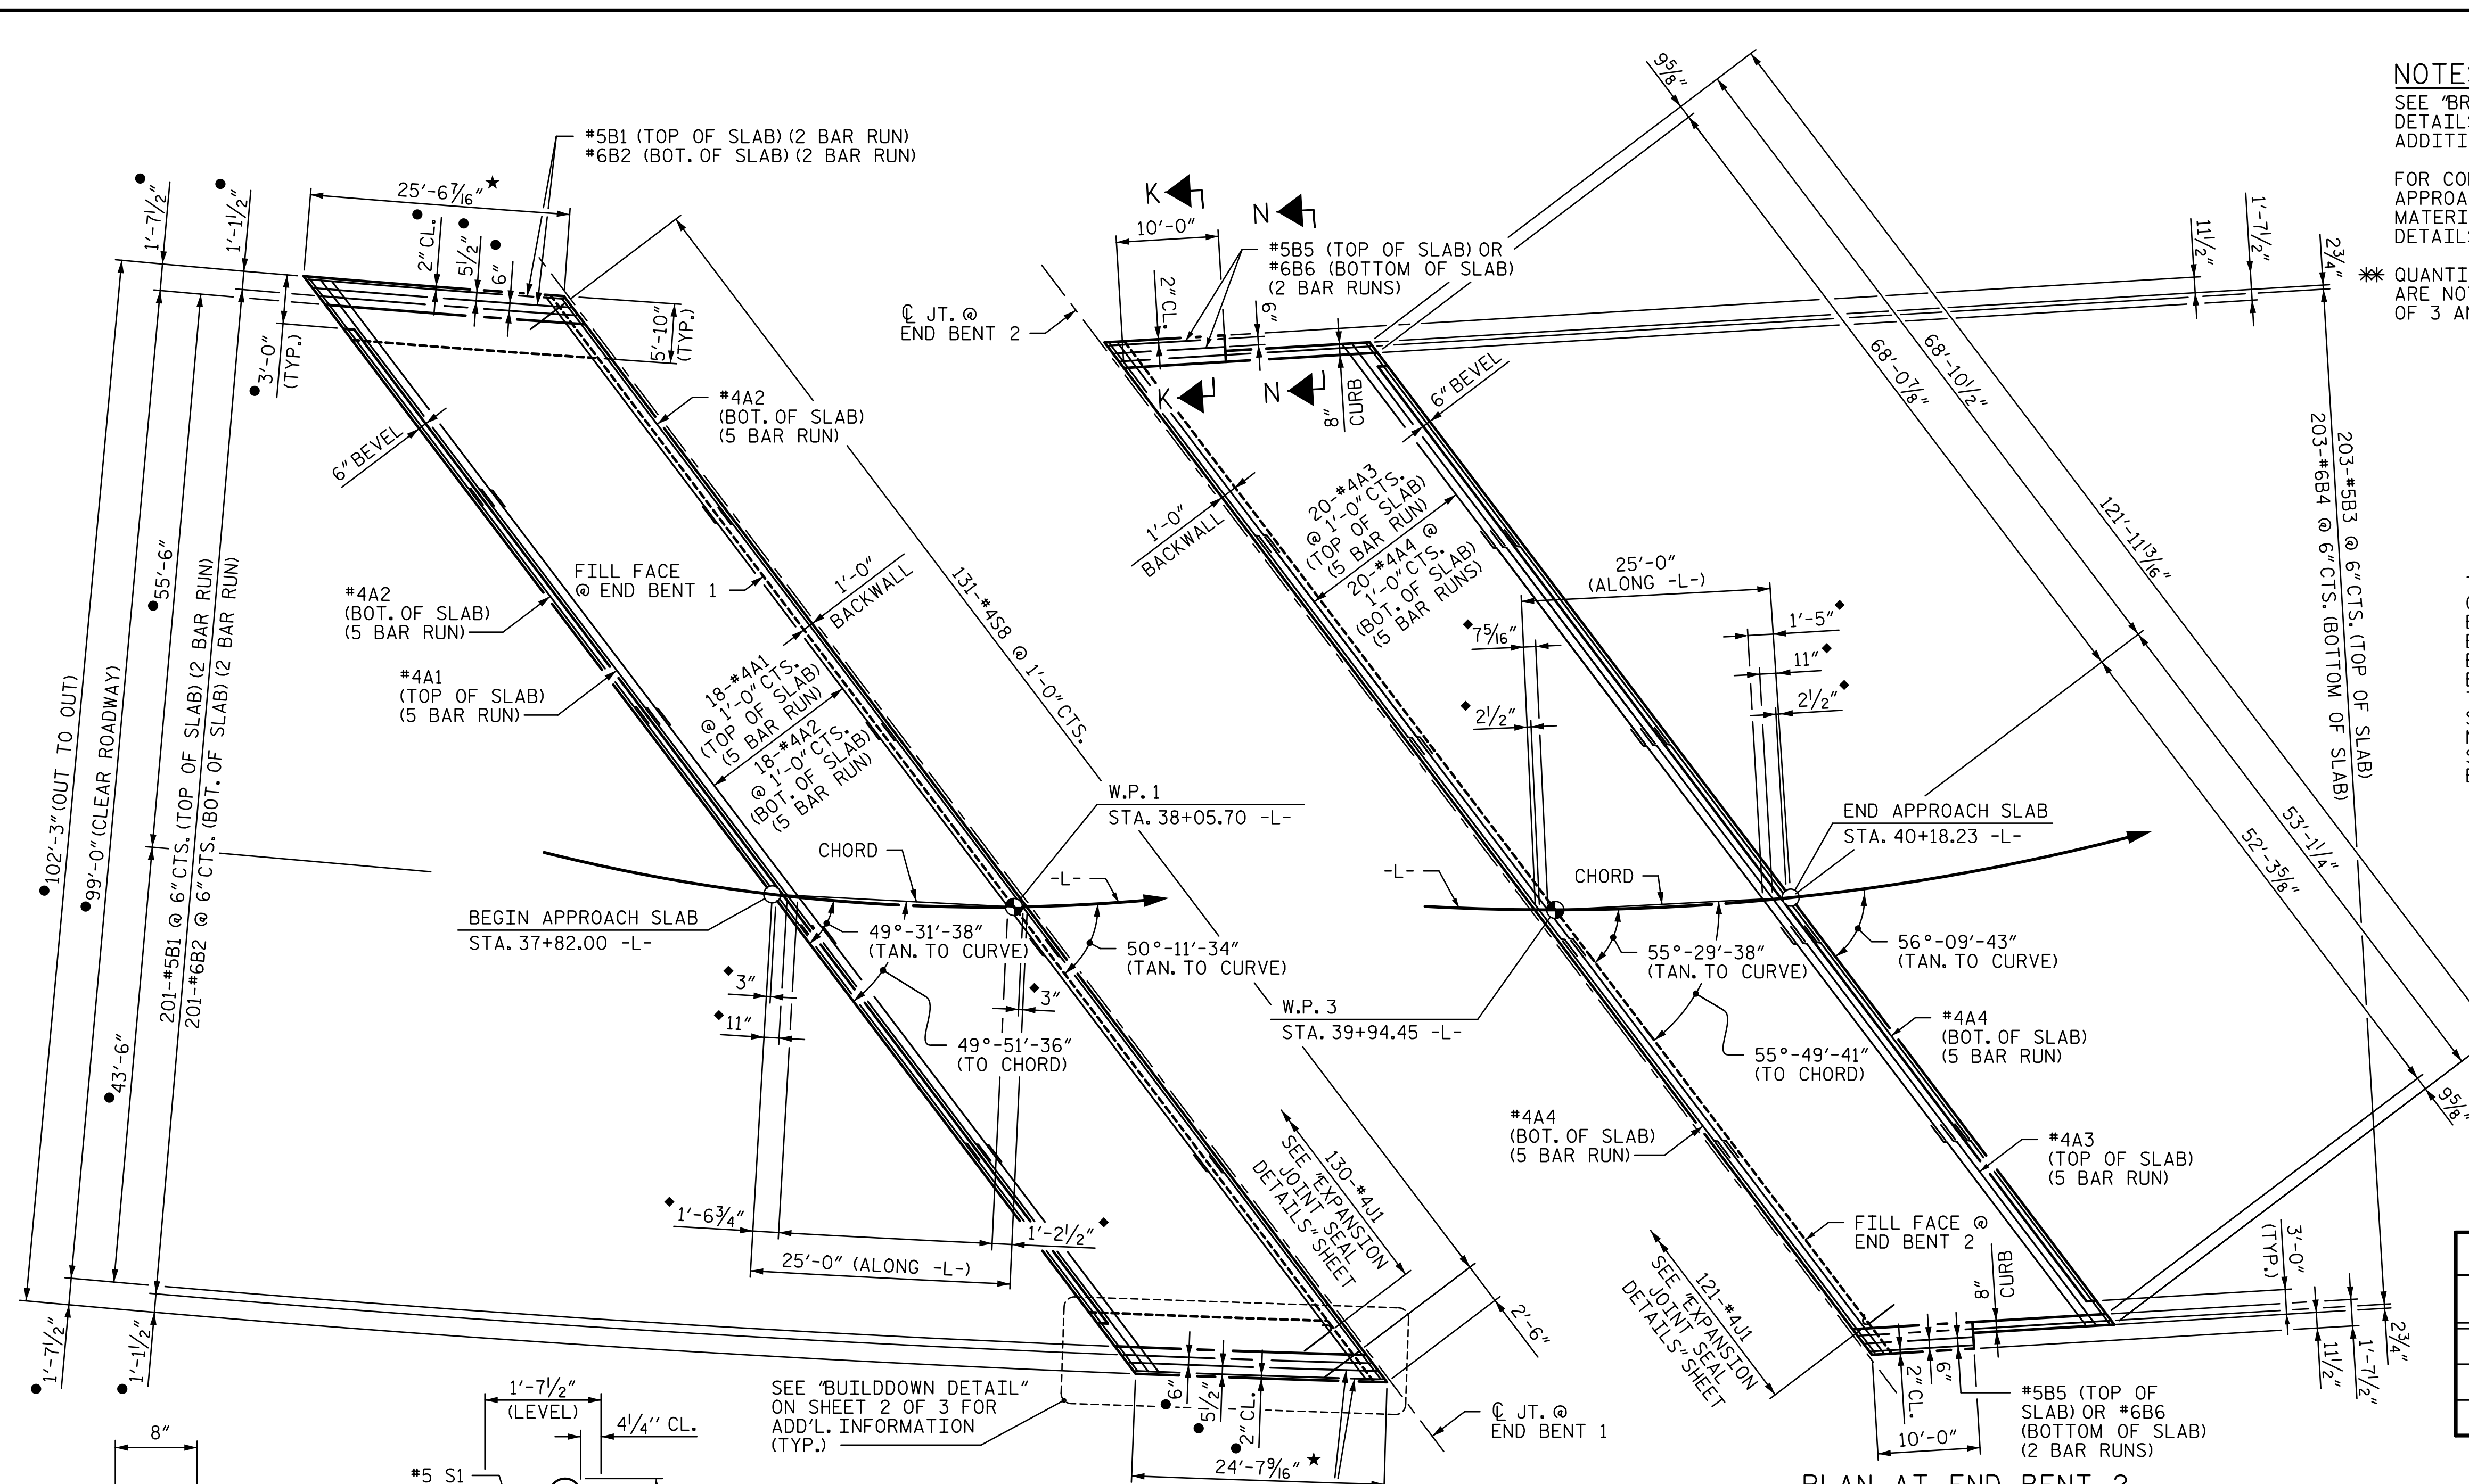 #5B1 (TOP OF SLAB) (2 BAR RUN)
#6B2 (BOT. OF SLAB) (2 BAR RUN)
25'-6 7/16" ★
● 1'-7 1/2"
● 1'-1 1/2"
● 2" CL.
● 5 1/2"
● 6"
● 3'-0"
(TYP.)
5'-10"
(TYP.)
6" BEVEL
#4A2
(BOT. OF SLAB)
(5 BAR RUN)
131-#4S8 @ 1'-0" CTS.
FILL FACE
@ END BENT 1
1'-0"
BACKWALL
#4A2
(BOT. OF SLAB)
(5 BAR RUN)
#4A1
(TOP OF SLAB)
(5 BAR RUN)
18-#4A1
@ 1'-0" CTS.
(TOP OF SLAB)
(5 BAR RUN)
18-#4A2
@ 1'-0" CTS.
(BOT. OF SLAB)
(5 BAR RUN)
● 102'-3" (OUT TO OUT)
● 99'-0" (CLEAR ROADWAY)
● 55'-6"
● 43'-6"
201-#5B1 @ 6" CTS. (TOP OF SLAB) (2 BAR RUN)
201-#6B2 @ 6" CTS. (BOT. OF SLAB) (2 BAR RUN)
W.P. 1
STA. 38+05.70 -L-
CHORD
-L-
BEGIN APPROACH SLAB
STA. 37+82.00 -L-
49°-31'-38"
(TAN. TO CURVE)
50°-11'-34"
(TAN. TO CURVE)
49°-51'-36"
(TO CHORD)
◆ 3"
◆ 11"
◆ 3"
◆ 1'-6 3/4"
1'-2 1/2" ◆
25'-0" (ALONG -L-)
130-#4J1
SEE "EXPANSION
JOINT SEAL
DETAILS" SHEET
2'-6"
● 1'-7 1/2"
● 1'-1 1/2"
● 6"
● 5 1/2"
● 2" CL.
24'-7 9/16" ★
SEE "BUILDDOWN DETAIL"
ON SHEET 2 OF 3 FOR
ADD'L. INFORMATION
(TYP.)
℄ JT. @
END BENT 1
8"
1'-7 1/2"
(LEVEL)
4 1/4" CL.
#5 S1
K
N
10'-0"
#5B5 (TOP OF SLAB) OR
#6B6 (BOTTOM OF SLAB)
(2 BAR RUNS)
℄ JT. @
END BENT 2
2" CL.
6"
K
N
8"
CURB
6" BEVEL
1'-0"
BACKWALL
20-#4A3
@ 1'-0" CTS.
(TOP OF SLAB)
(5 BAR RUN)
20-#4A4 @
1'-0" CTS.
(BOT. OF SLAB)
(5 BAR RUNS)
25'-0"
(ALONG -L-)
◆ 7 5/16"
◆ 2 1/2"
1'-5" ◆
11" ◆
2 1/2" ◆
9 5/8"
68'-0 7/8"
68'-10 1/2"
121'-11 13/16"
52'-3 5/8"
53'-1 1/4"
9 5/8"
11 1/2"
1'-7 1/2"
2 3/4"
203-#5B3 @ 6" CTS. (TOP OF SLAB)
203-#6B4 @ 6" CTS. (BOTTOM OF SLAB)
END APPROACH SLAB
STA. 40+18.23 -L-
-L-
CHORD
55°-29'-38"
(TAN. TO CURVE)
56°-09'-43"
(TAN. TO CURVE)
55°-49'-41"
(TO CHORD)
W.P. 3
STA. 39+94.45 -L-
#4A4
(BOT. OF SLAB)
(5 BAR RUN)
#4A4
(BOT. OF SLAB)
(5 BAR RUN)
#4A3
(TOP OF SLAB)
(5 BAR RUN)
FILL FACE @
END BENT 2
121-#4J1
SEE "EXPANSION
JOINT SEAL
DETAILS" SHEET
8"
CURB
3'-0"
(TYP.)
2" CL.
6"
10'-0"
11 1/2"
1'-7 1/2"
2 3/4"
#5B5 (TOP OF
SLAB) OR #6B6
(BOTTOM OF SLAB)
(2 BAR RUNS)
PLAN AT END BENT 2
NOTES
SEE "BR
DETAILS
ADDITI
FOR CO
APPROA
MATERI
DETAILS
** QUANTI
ARE NOT
OF 3 AN